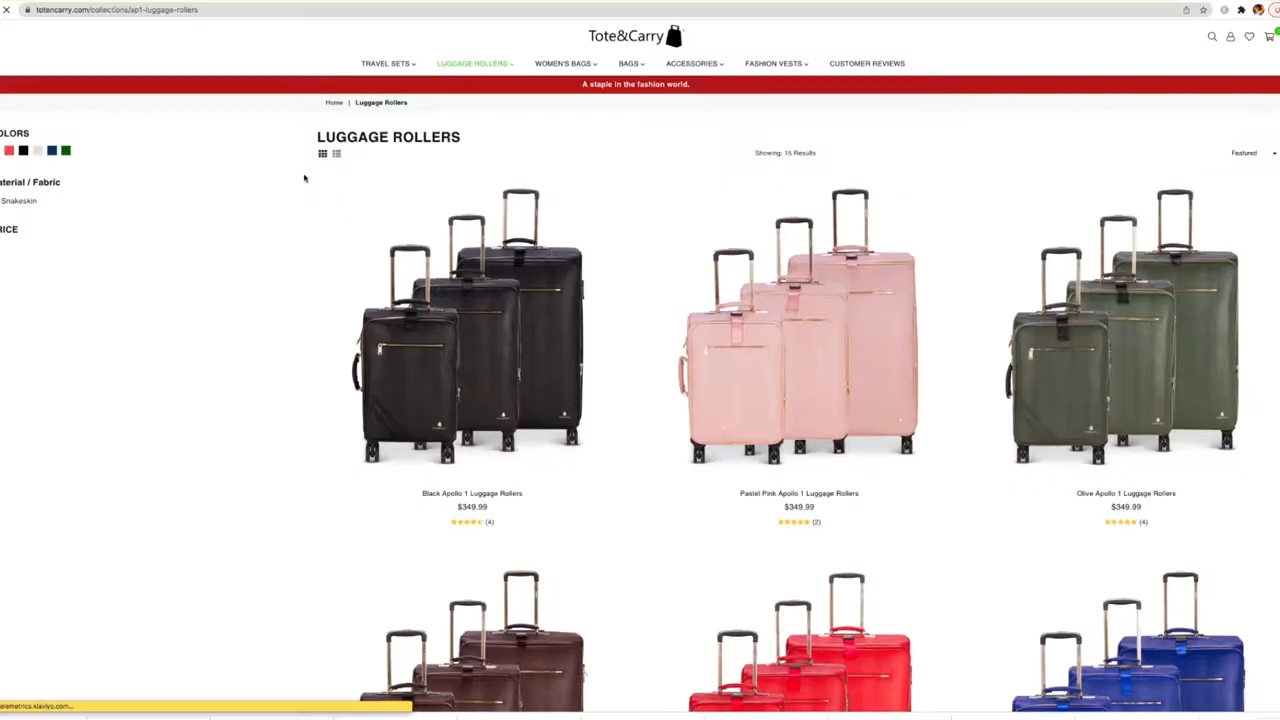 totencarry.com/collections/ap1-luggage-rollers
Tote&Carry
TRAVEL SETS
LUGGAGE ROLLERS
WOMEN'S BAGS
BAGS
ACCESSORIES
FASHION VESTS
CUSTOMER REVIEWS
A staple in the fashion world.
Home | Luggage Rollers
OLORS
aterial / Fabric
Snakeskin
RICE
LUGGAGE ROLLERS
Showing: 15 Results
Featured
Black Apollo 1 Luggage Rollers
$349.99
(4)
Pastel Pink Apollo 1 Luggage Rollers
$349.99
(2)
Olive Apollo 1 Luggage Rollers
$349.99
(4)